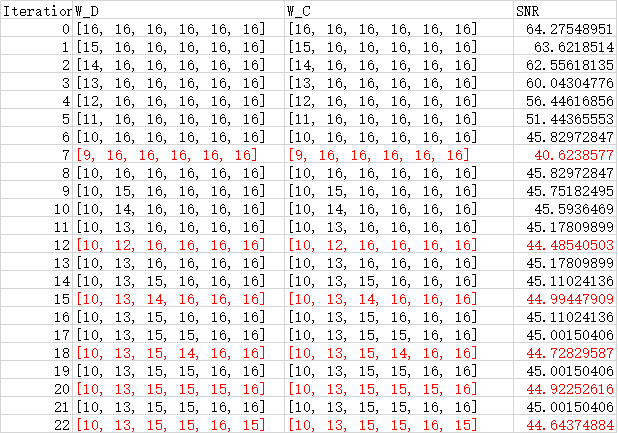 Iteration W_D W_C SNR
0 [16, 16, 16, 16, 16, 16] [16, 16, 16, 16, 16, 16] 64.27548951
1 [15, 16, 16, 16, 16, 16] [15, 16, 16, 16, 16, 16] 63.6218514
2 [14, 16, 16, 16, 16, 16] [14, 16, 16, 16, 16, 16] 62.55618135
3 [13, 16, 16, 16, 16, 16] [13, 16, 16, 16, 16, 16] 60.04304776
4 [12, 16, 16, 16, 16, 16] [12, 16, 16, 16, 16, 16] 56.44616856
5 [11, 16, 16, 16, 16, 16] [11, 16, 16, 16, 16, 16] 51.44365553
6 [10, 16, 16, 16, 16, 16] [10, 16, 16, 16, 16, 16] 45.82972847
7 [9, 16, 16, 16, 16, 16] [9, 16, 16, 16, 16, 16] 40.6238577
8 [10, 16, 16, 16, 16, 16] [10, 16, 16, 16, 16, 16] 45.82972847
9 [10, 15, 16, 16, 16, 16] [10, 15, 16, 16, 16, 16] 45.75182495
10 [10, 14, 16, 16, 16, 16] [10, 14, 16, 16, 16, 16] 45.5936469
11 [10, 13, 16, 16, 16, 16] [10, 13, 16, 16, 16, 16] 45.17809899
12 [10, 12, 16, 16, 16, 16] [10, 12, 16, 16, 16, 16] 44.48540503
13 [10, 13, 16, 16, 16, 16] [10, 13, 16, 16, 16, 16] 45.17809899
14 [10, 13, 15, 16, 16, 16] [10, 13, 15, 16, 16, 16] 45.11024136
15 [10, 13, 14, 16, 16, 16] [10, 13, 14, 16, 16, 16] 44.99447909
16 [10, 13, 15, 16, 16, 16] [10, 13, 15, 16, 16, 16] 45.11024136
17 [10, 13, 15, 15, 16, 16] [10, 13, 15, 15, 16, 16] 45.00150406
18 [10, 13, 15, 14, 16, 16] [10, 13, 15, 14, 16, 16] 44.72829587
19 [10, 13, 15, 15, 16, 16] [10, 13, 15, 15, 16, 16] 45.00150406
20 [10, 13, 15, 15, 15, 16] [10, 13, 15, 15, 15, 16] 44.92252616
21 [10, 13, 15, 15, 16, 16] [10, 13, 15, 15, 16, 16] 45.00150406
22 [10, 13, 15, 15, 16, 15] [10, 13, 15, 15, 16, 15] 44.64374884